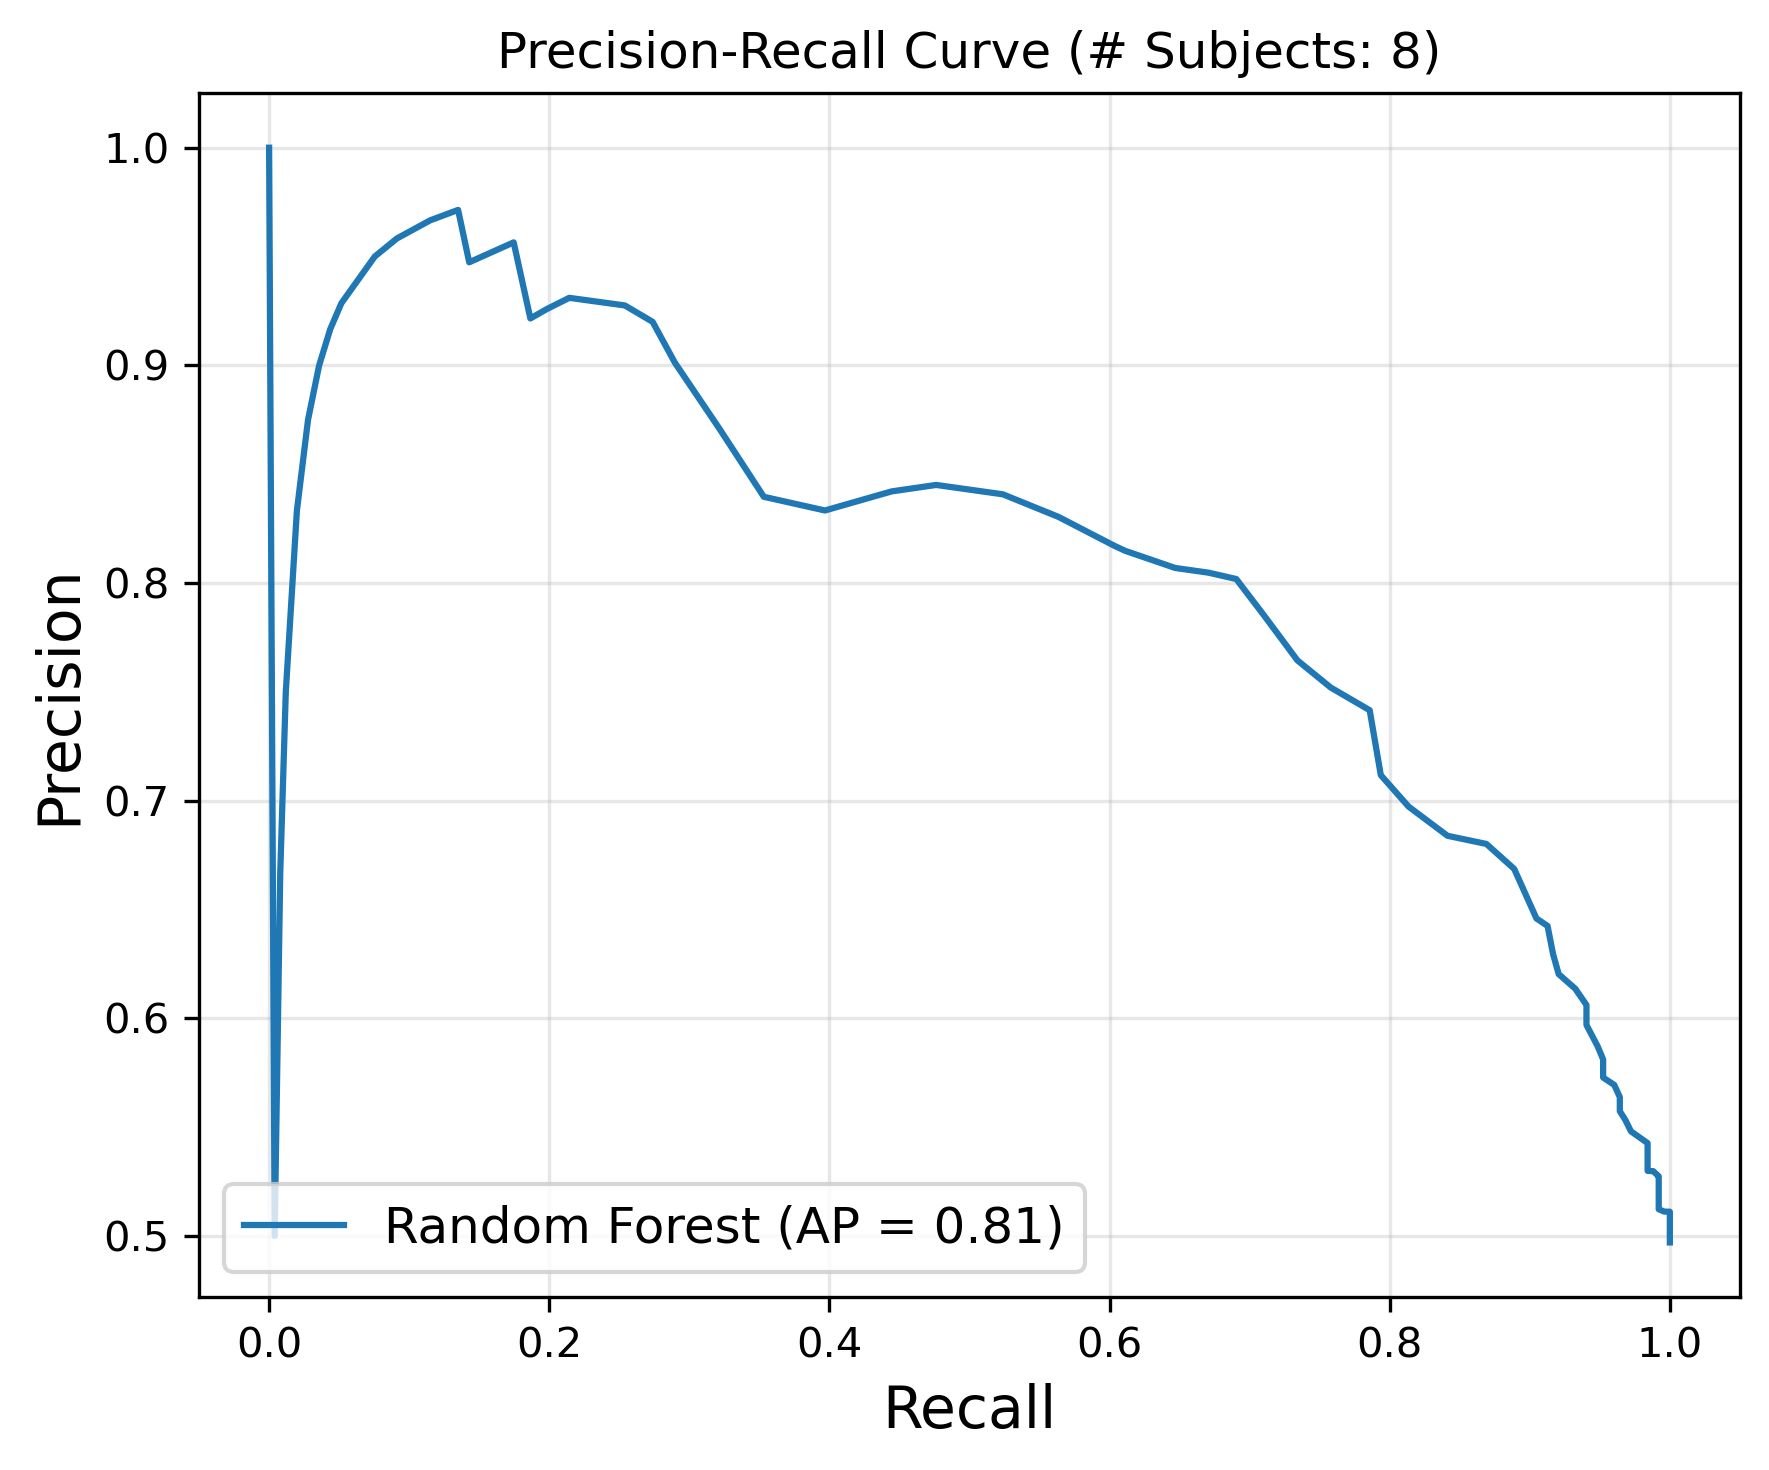 Precision-Recall Curve (# Subjects: 8)
1.0
0.9
0.8
0.7
0.6
0.5
Precision
Random Forest (AP = 0.81)
0.0 0.2 0.4 0.6 0.8 1.0
Recall